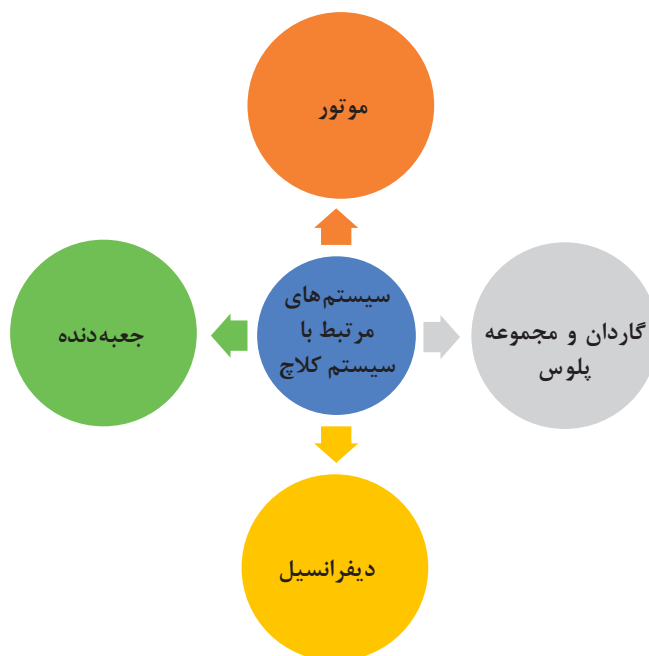 موتور
سیستم‌های
مرتبط با
سیستم کلاچ
گاردان و مجموعه
پلوس
جعبه‌دنده
دیفرانسیل